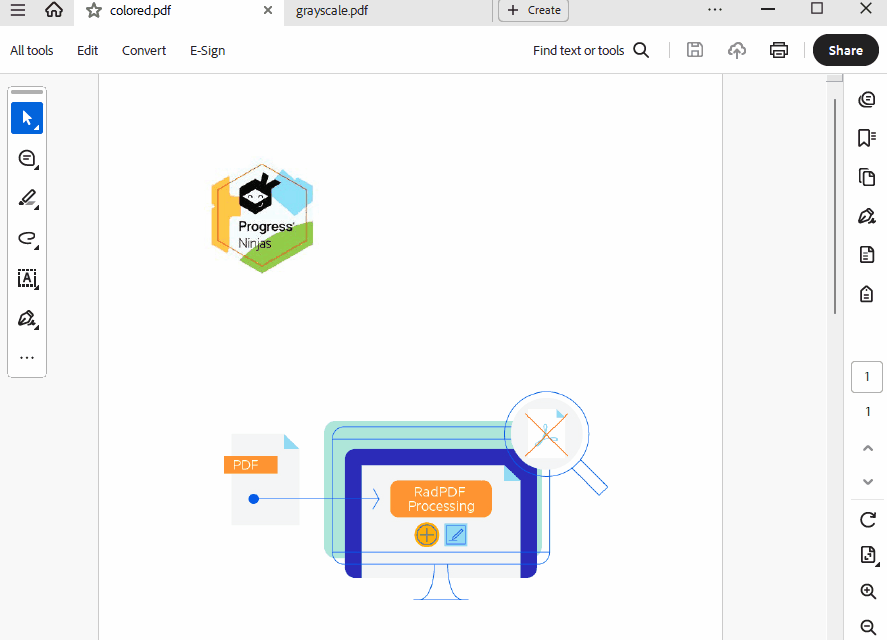 colored.pdf
grayscale.pdf
Create
All tools
Edit
Convert
E-Sign
Find text or tools
Share
Progress
Ninjas
PDF
RadPDF
Processing
A
1
1